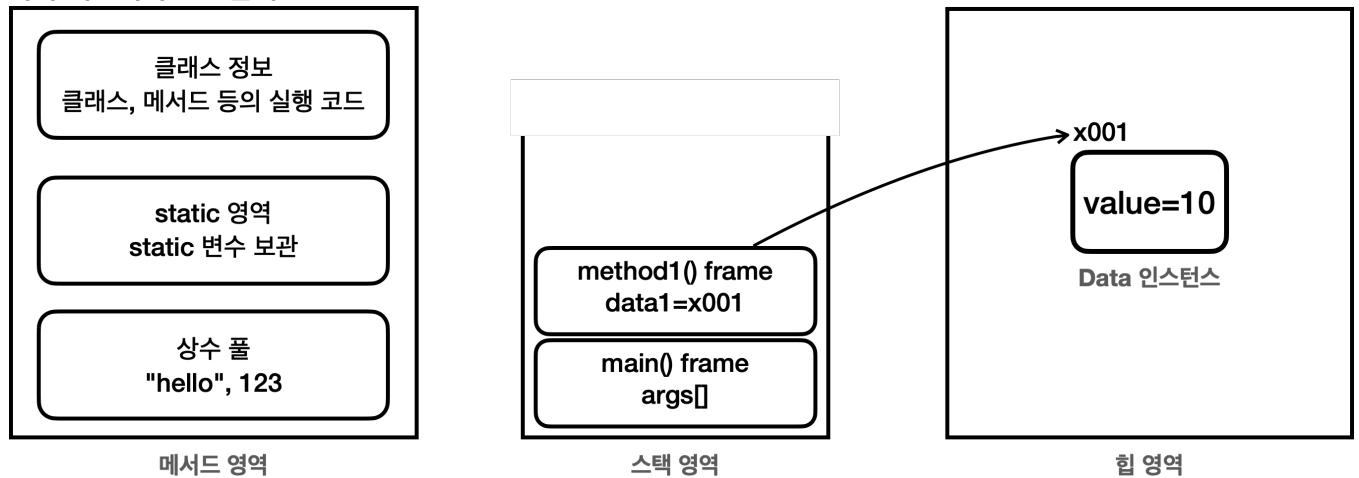 클래스 정보
클래스, 메서드 등의 실행 코드
static 영역
static 변수 보관
상수 풀
"hello", 123
메서드 영역
method1() frame
data1=x001
main() frame
args[]
스택 영역
x001
value=10
Data 인스턴스
힙 영역